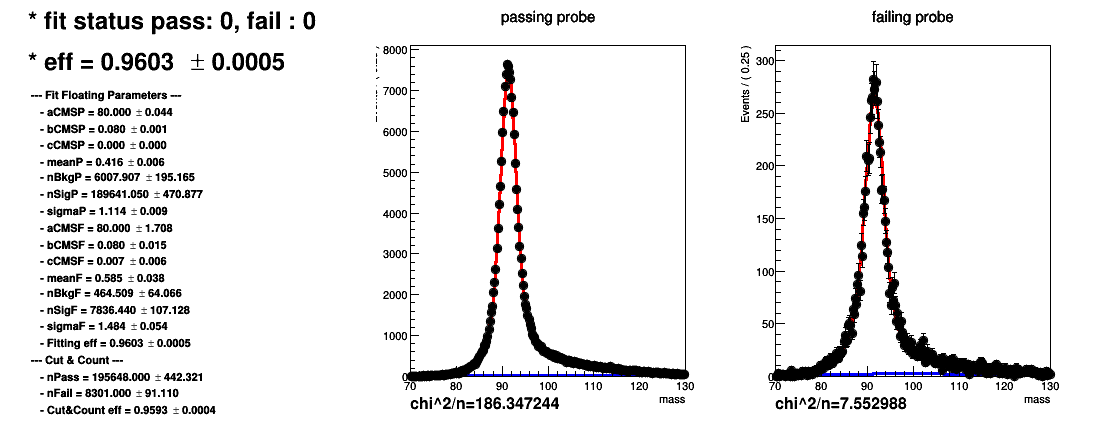 * fit status pass: 0, fail : 0
* eff = 0.9603 ± 0.0005
--- Fit Floating Parameters ---
- aCMSP = 80.000 ± 0.044
- bCMSP = 0.080 ± 0.001
- cCMSP = 0.000 ± 0.000
- meanP = 0.416 ± 0.006
- nBkgP = 6007.907 ± 195.165
- nSigP = 189641.050 ± 470.877
- sigmaP = 1.114 ± 0.009
- aCMSF = 80.000 ± 1.708
- bCMSF = 0.080 ± 0.015
- cCMSF = 0.007 ± 0.006
- meanF = 0.585 ± 0.038
- nBkgF = 464.509 ± 64.066
- nSigF = 7836.440 ± 107.128
- sigmaF = 1.484 ± 0.054
- Fitting eff = 0.9603 ± 0.0005
--- Cut & Count ---
- nPass = 195648.000 ± 442.321
- nFail = 8301.000 ± 91.110
- Cut&Count eff = 0.9593 ± 0.0004
passing probe
8000
7000
6000
5000
4000
3000
2000
1000
0
70 80 90 100 110 120 130
mass
chi^2/n=186.347244
failing probe
Events / ( 0.25 )
300
250
200
150
100
50
0
70 80 90 100 110 120 130
mass
chi^2/n=7.552988